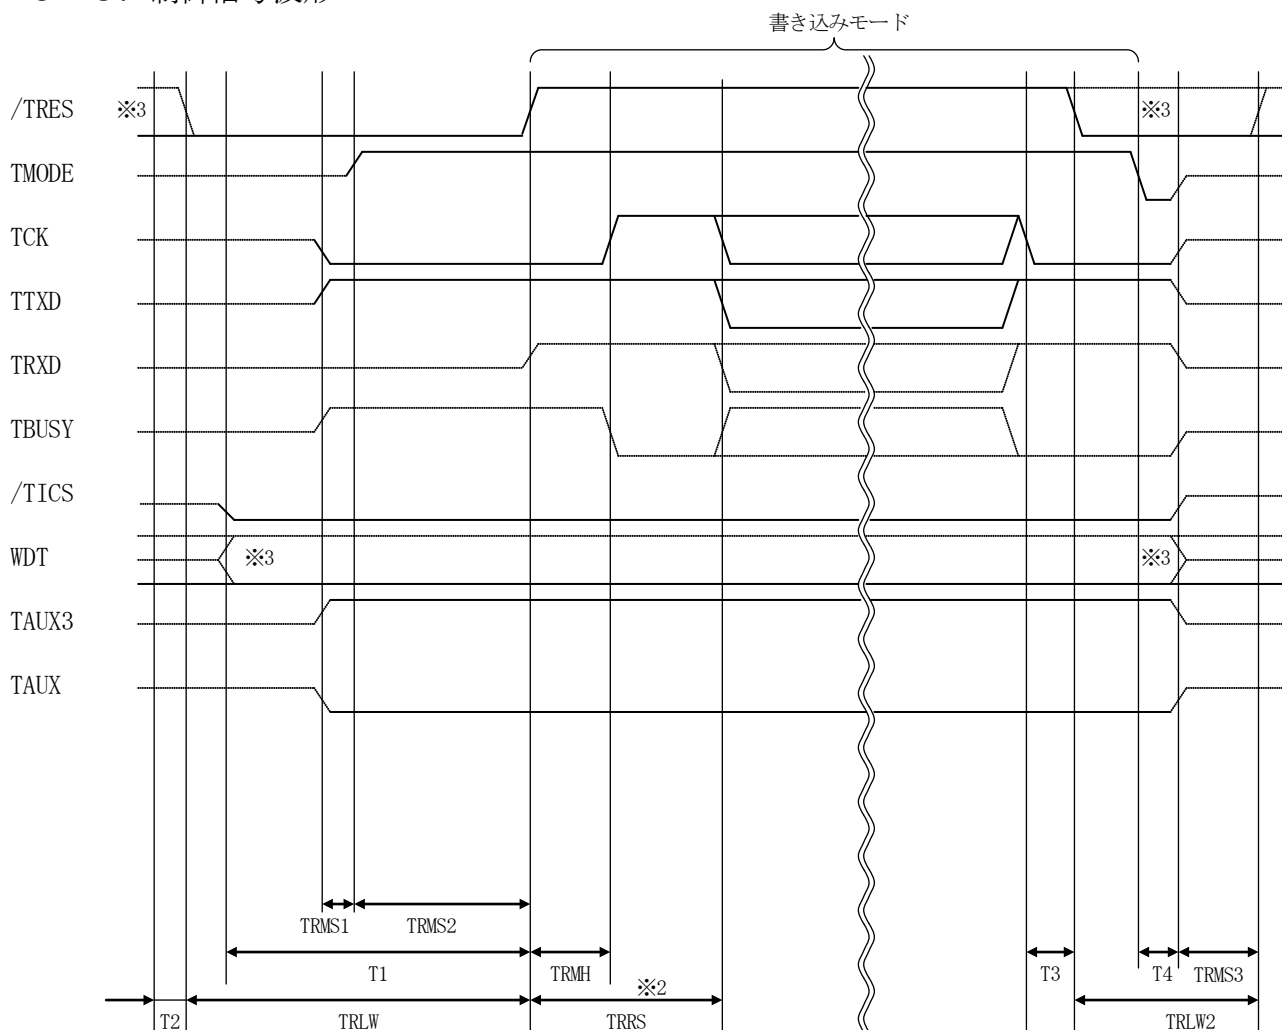 書き込みモード
/TRES ※3 ※3
TMODE
TCK
TTXD
TRXD
TBUSY
/TICS
WDT ※3 ※3
TAUX3
TAUX
TRMS1 TRMS2
T1 TRMH T3 T4 TRMS3
※2
T2 TRLW TRRS TRLW2